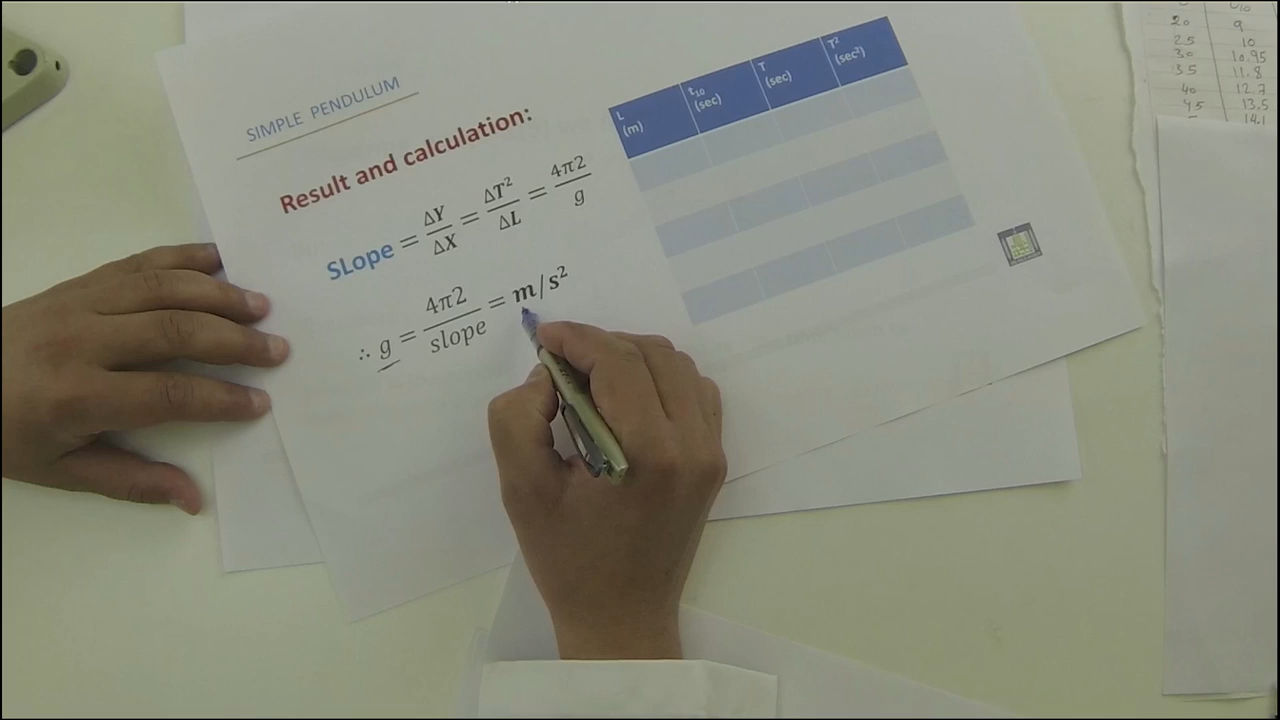 SIMPLE PENDULUM
Result and calculation:
SLope = ΔY/ΔX = ΔT²/ΔL = 4π2/g
∴ g = 4π2/slope = m/s²
L (m) t₁₀ (sec) T (sec) T² (sec²)
20 9
25 10
30 10.95
35 11.8
40 12.7
45 13.5
14.1